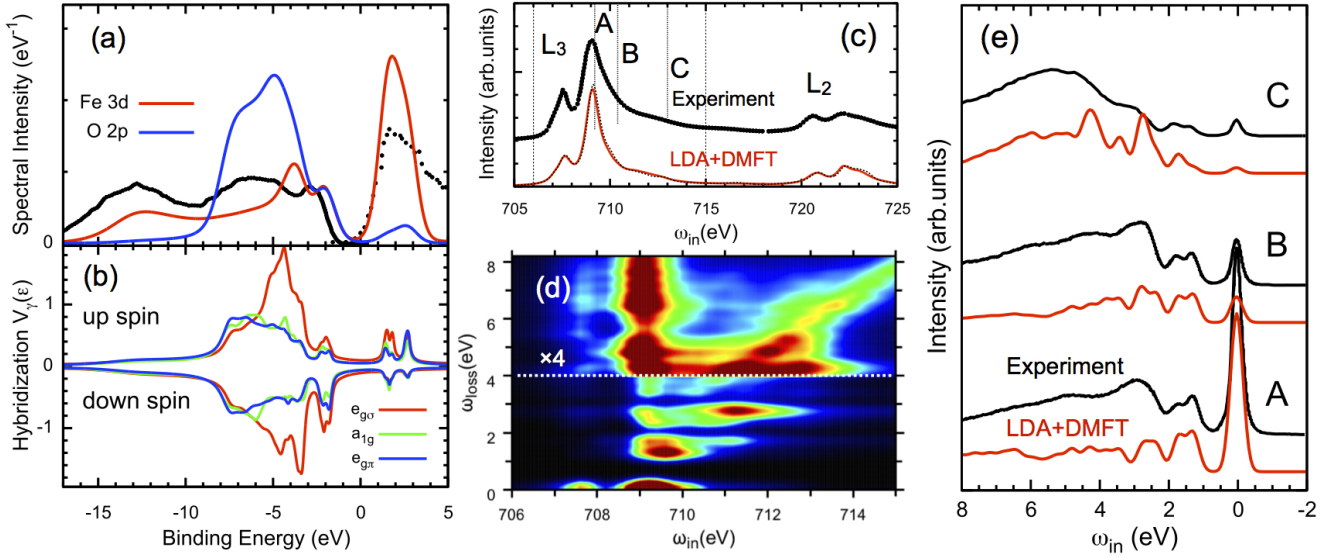 (a)
Fe 3d
O 2p
Spectral Intensity (eV⁻¹)
0
(b)
up spin
down spin
e_gσ
a_1g
e_gπ
Hybridization V_γ(ε)
1
0
-1
-15 -10 -5 0 5
Binding Energy (eV)
(c)
L₃
A
B
C
L₂
Experiment
LDA+DMFT
Intensity (arb.units)
705 710 715 720 725
ω_in(eV)
(d)
×4
ω_loss(eV)
8
6
4
2
0
706 708 710 712 714
ω_in(eV)
(e)
C
B
A
Experiment
LDA+DMFT
Intensity (arb.units)
8 6 4 2 0 -2
ω_in (eV)